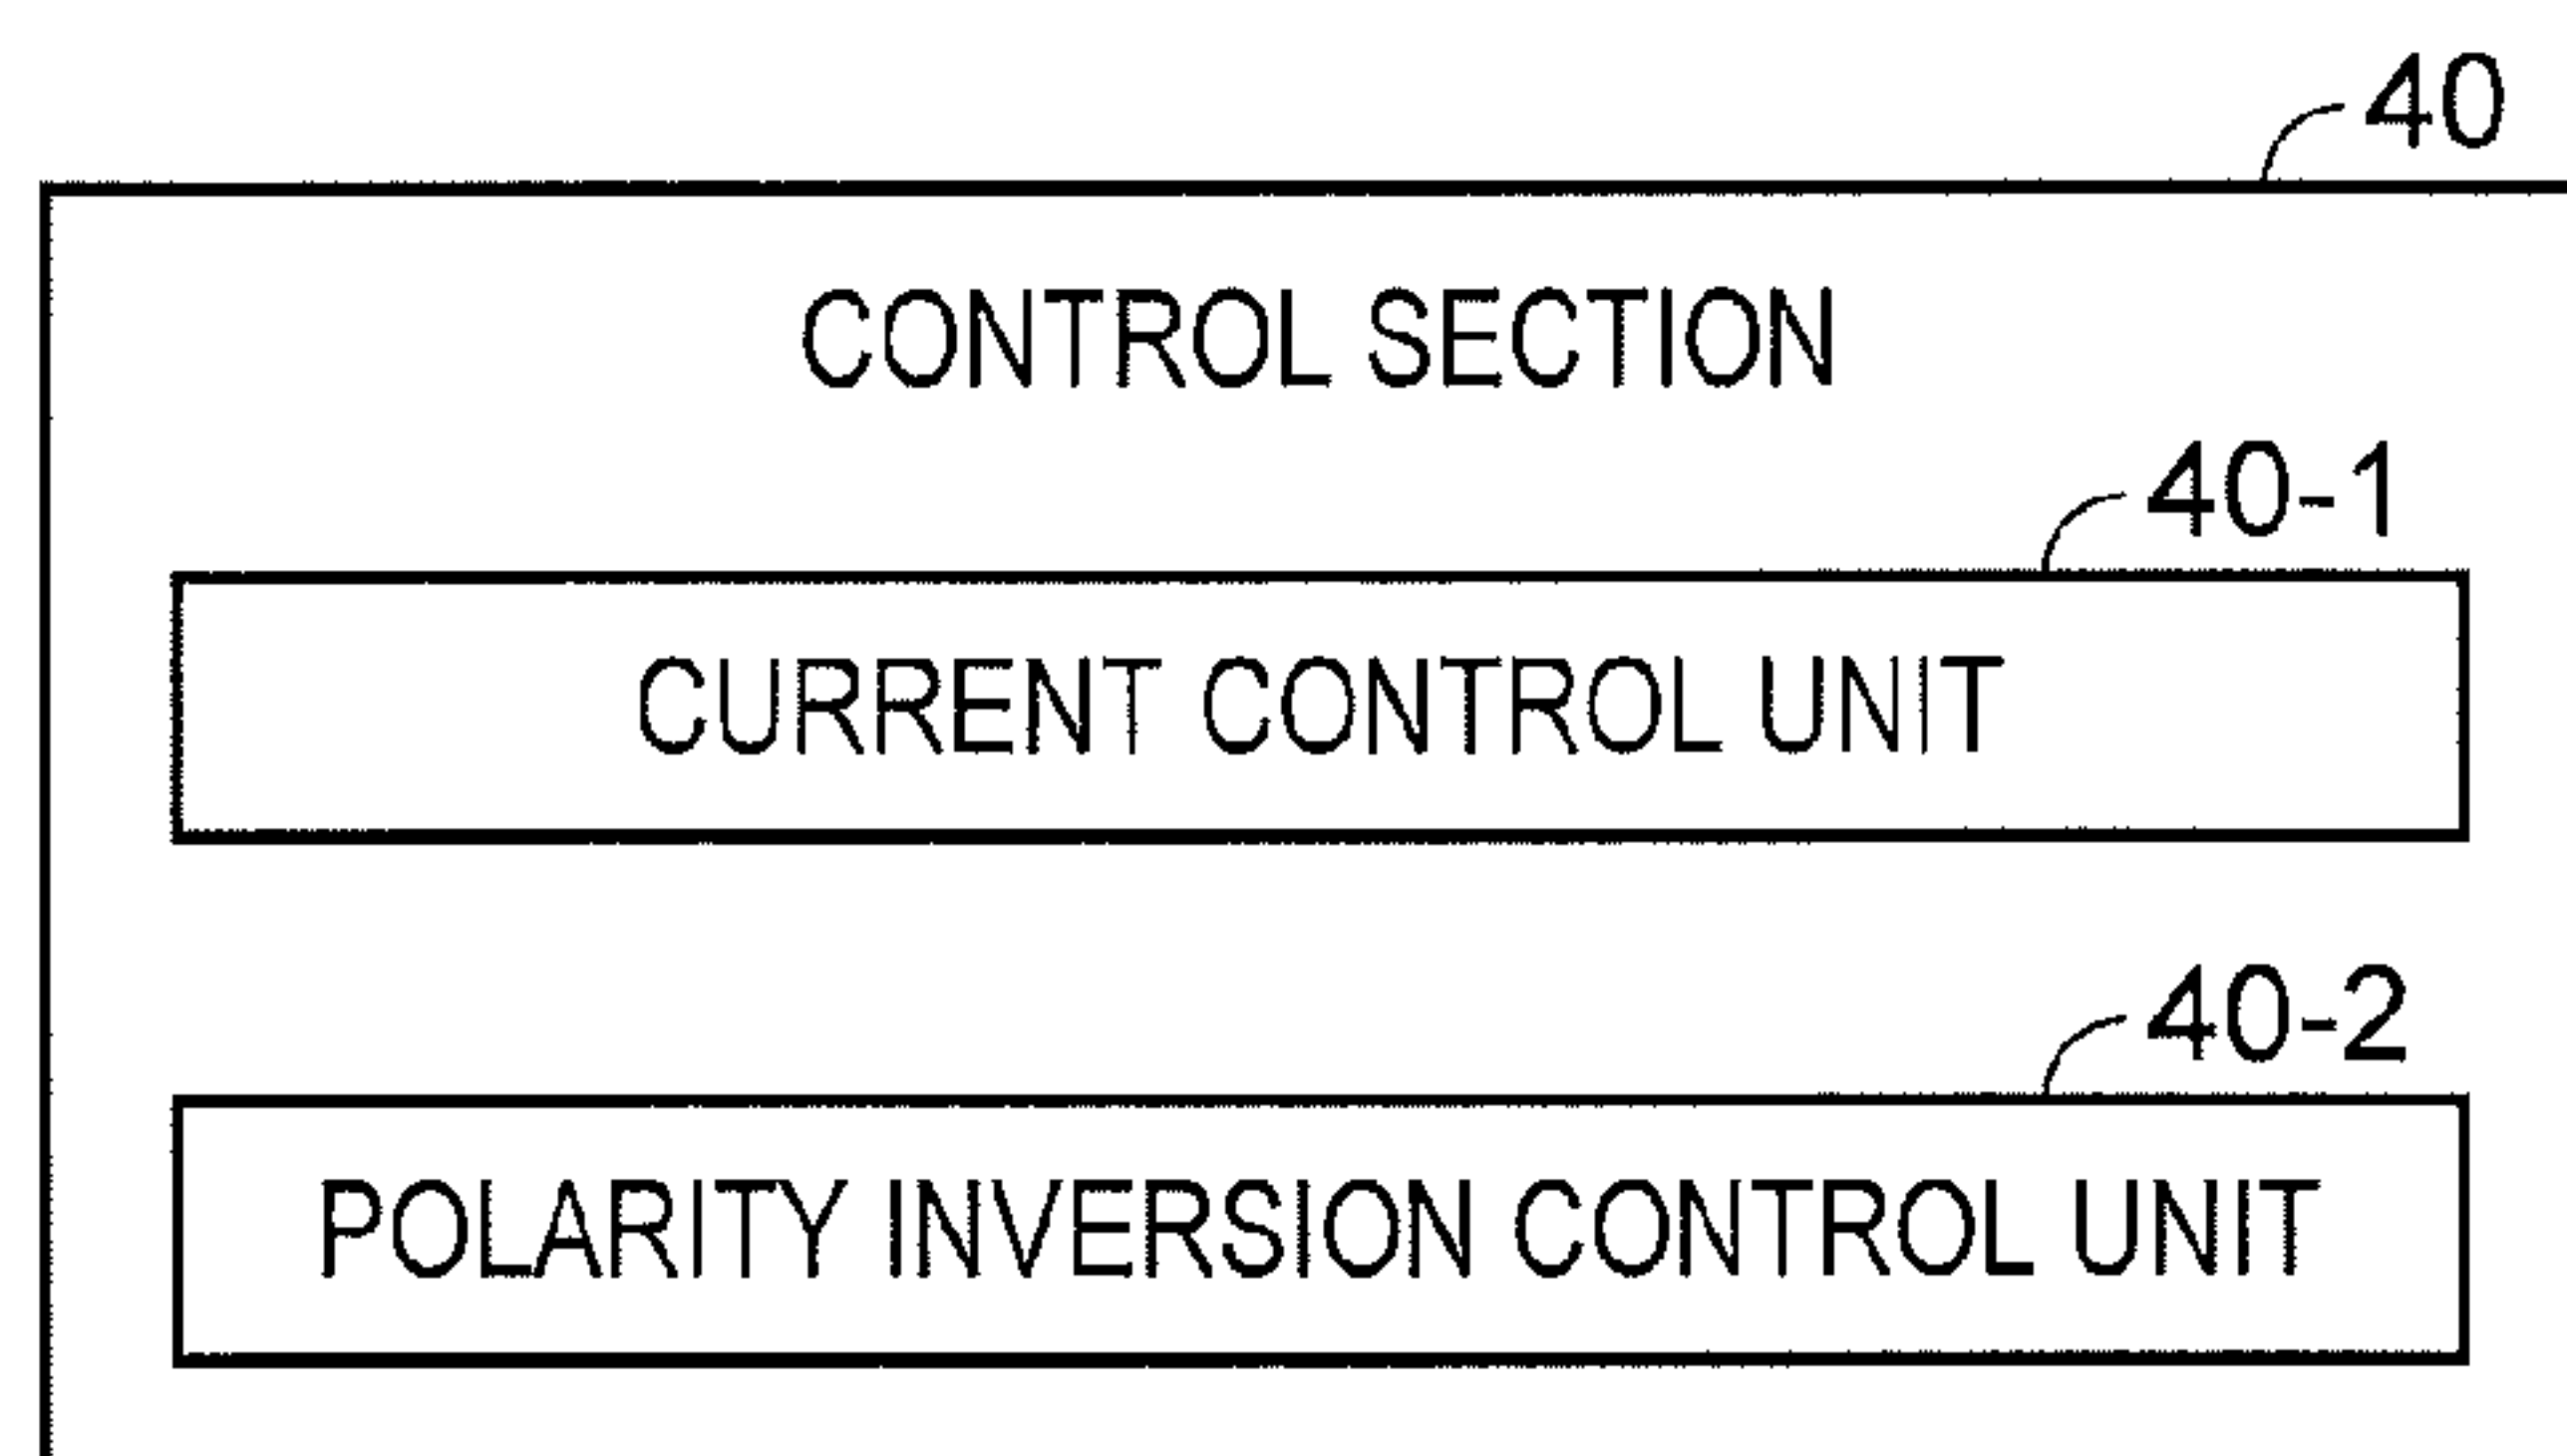 40
CONTROL SECTION
40-1
CURRENT CONTROL UNIT
40-2
POLARITY INVERSION CONTROL UNIT